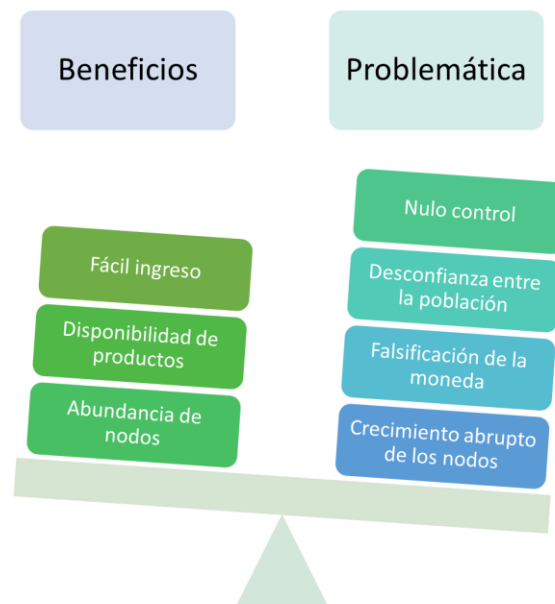 Beneficios
Problemática
Fácil ingreso
Disponibilidad de
productos
Abundancia de
nodos
Nulo control
Desconfianza entre
la población
Falsificación de la
moneda
Crecimiento abrupto
de los nodos